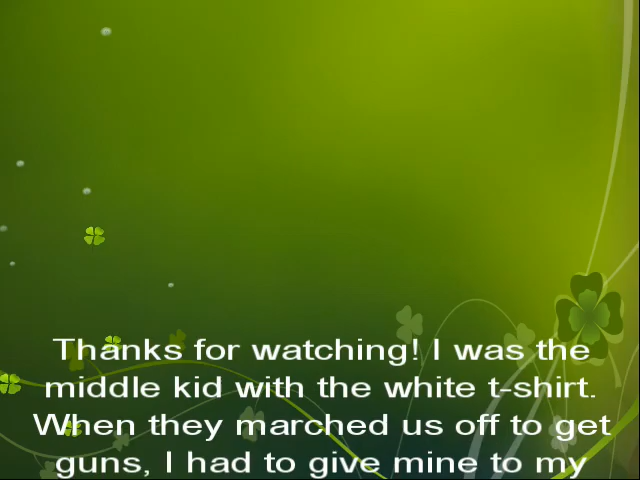 Thanks for watching! I was the
middle kid with the white t-shirt.
When they marched us off to get
guns, I had to give mine to my